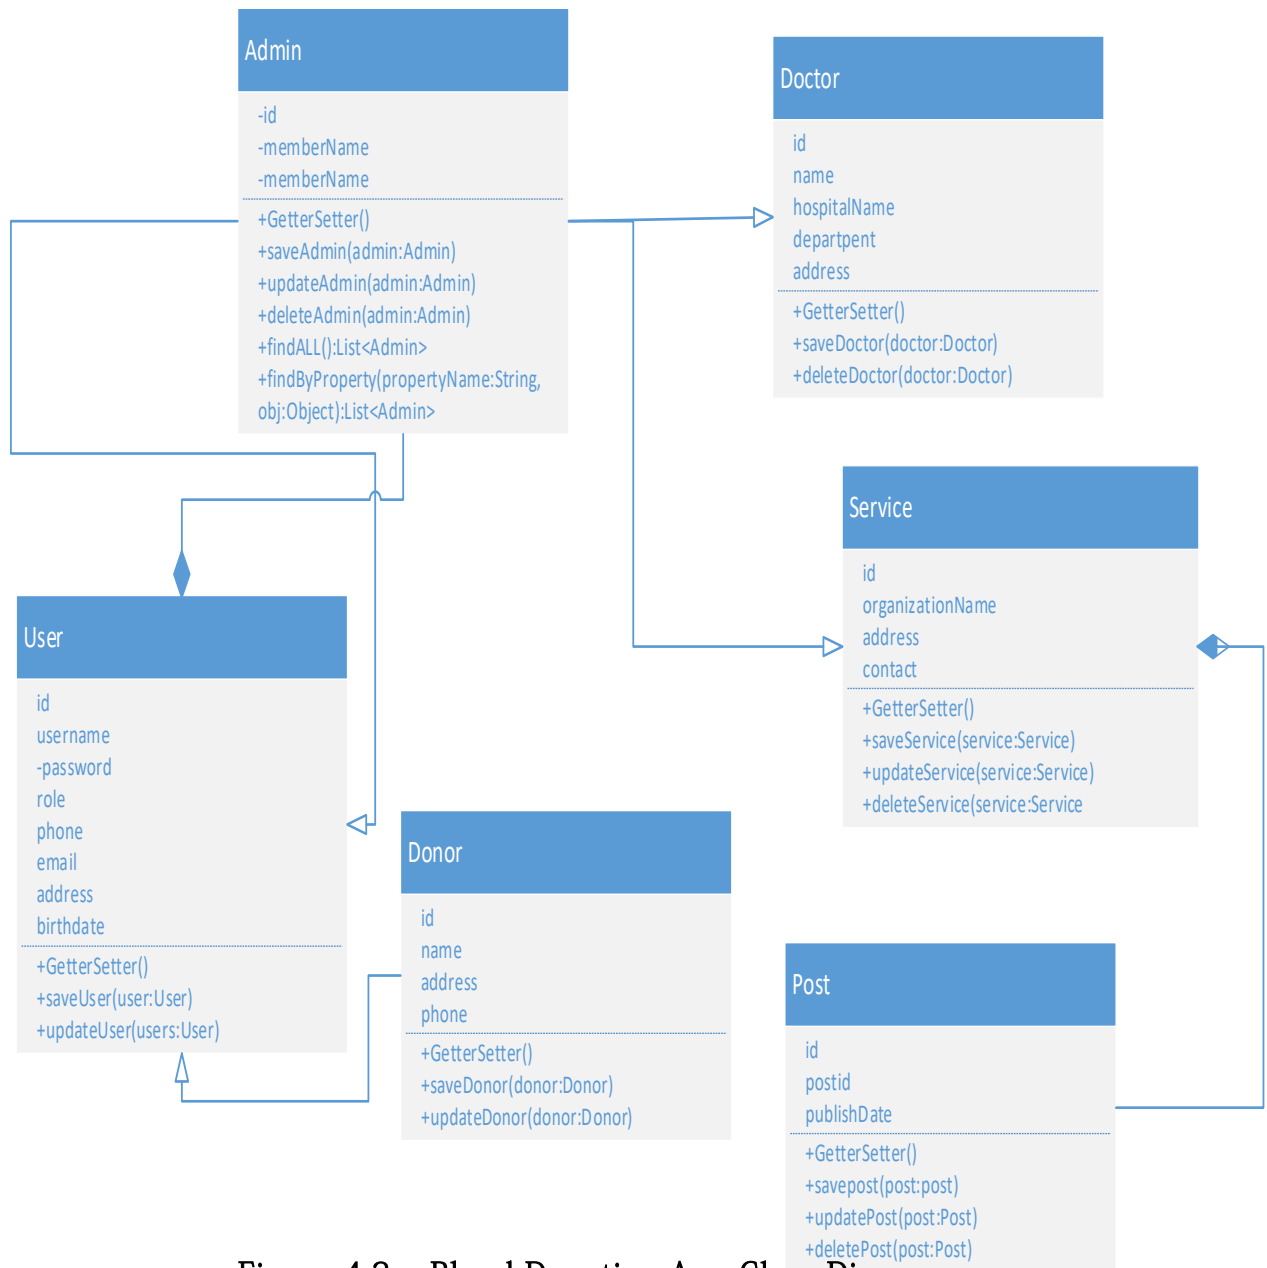 Admin
-id
-memberName
-memberName
+GetterSetter()
+saveAdmin(admin:Admin)
+updateAdmin(admin:Admin)
+deleteAdmin(admin:Admin)
+findALL():List<Admin>
+findByProperty(propertyName:String,
obj:Object):List<Admin>
Doctor
id
name
hospitalName
departpent
address
+GetterSetter()
+saveDoctor(doctor:Doctor)
+deleteDoctor(doctor:Doctor)
Service
id
organizationName
address
contact
+GetterSetter()
+saveService(service:Service)
+updateService(service:Service)
+deleteService(service:Service
User
id
username
-password
role
phone
email
address
birthdate
+GetterSetter()
+saveUser(user:User)
+updateUser(users:User)
Donor
id
name
address
phone
+GetterSetter()
+saveDonor(donor:Donor)
+updateDonor(donor:Donor)
Post
id
postid
publishDate
+GetterSetter()
+savepost(post:post)
+updatePost(post:Post)
+deletePost(post:Post)